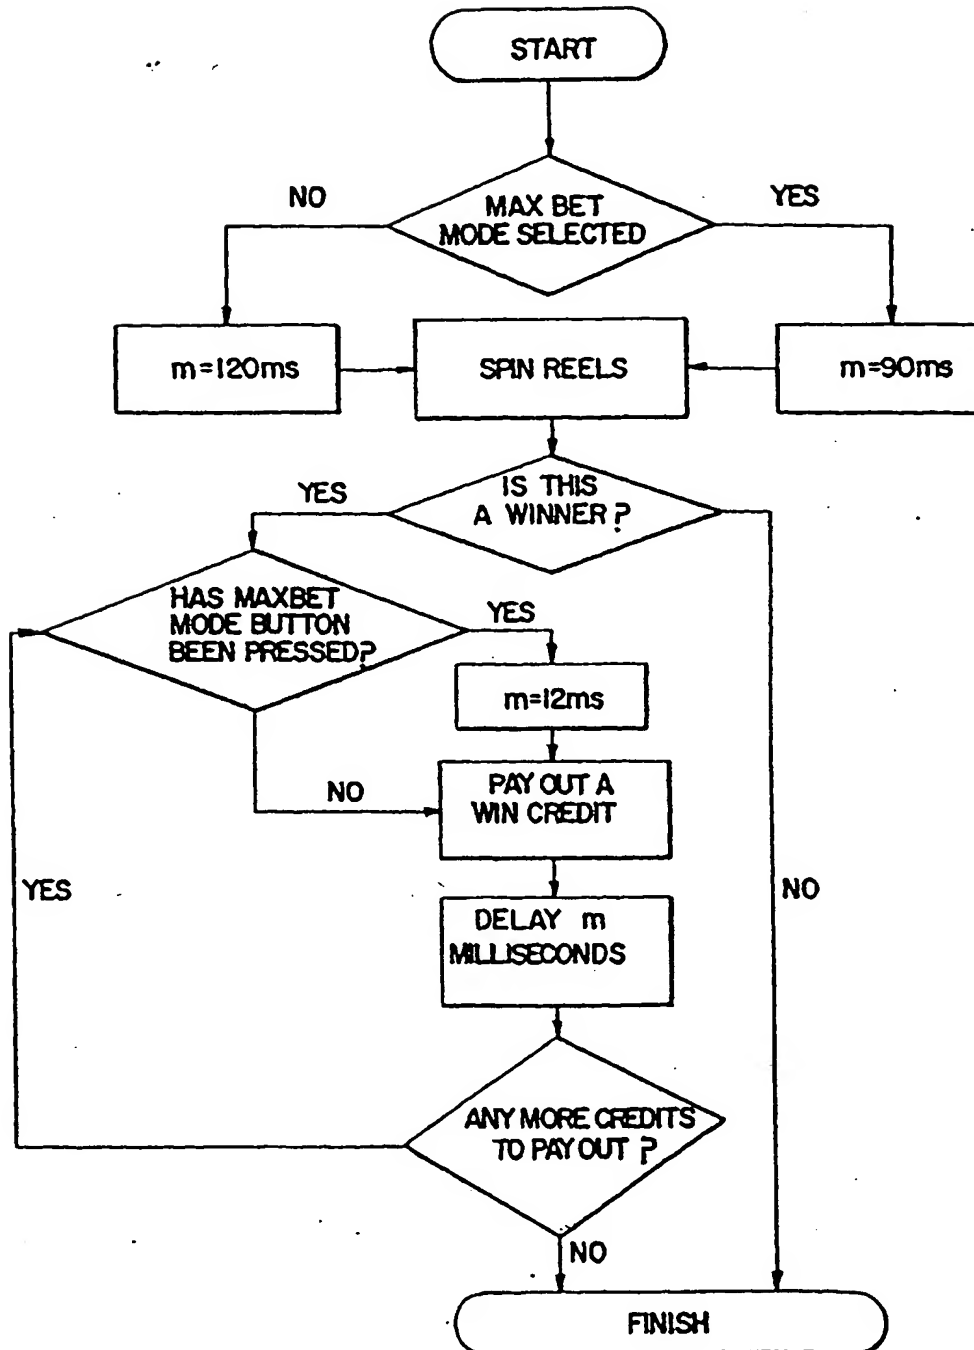 START
NO
YES
MAX BET
MODE SELECTED
m=120ms
SPIN REELS
m=90ms
YES
IS THIS
A WINNER?
HAS MAXBET
MODE BUTTON
BEEN PRESSED?
YES
m=12ms
NO
PAY OUT A
WIN CREDIT
YES
NO
DELAY m
MILLISECONDS
ANY MORE CREDITS
TO PAY OUT ?
NO
FINISH